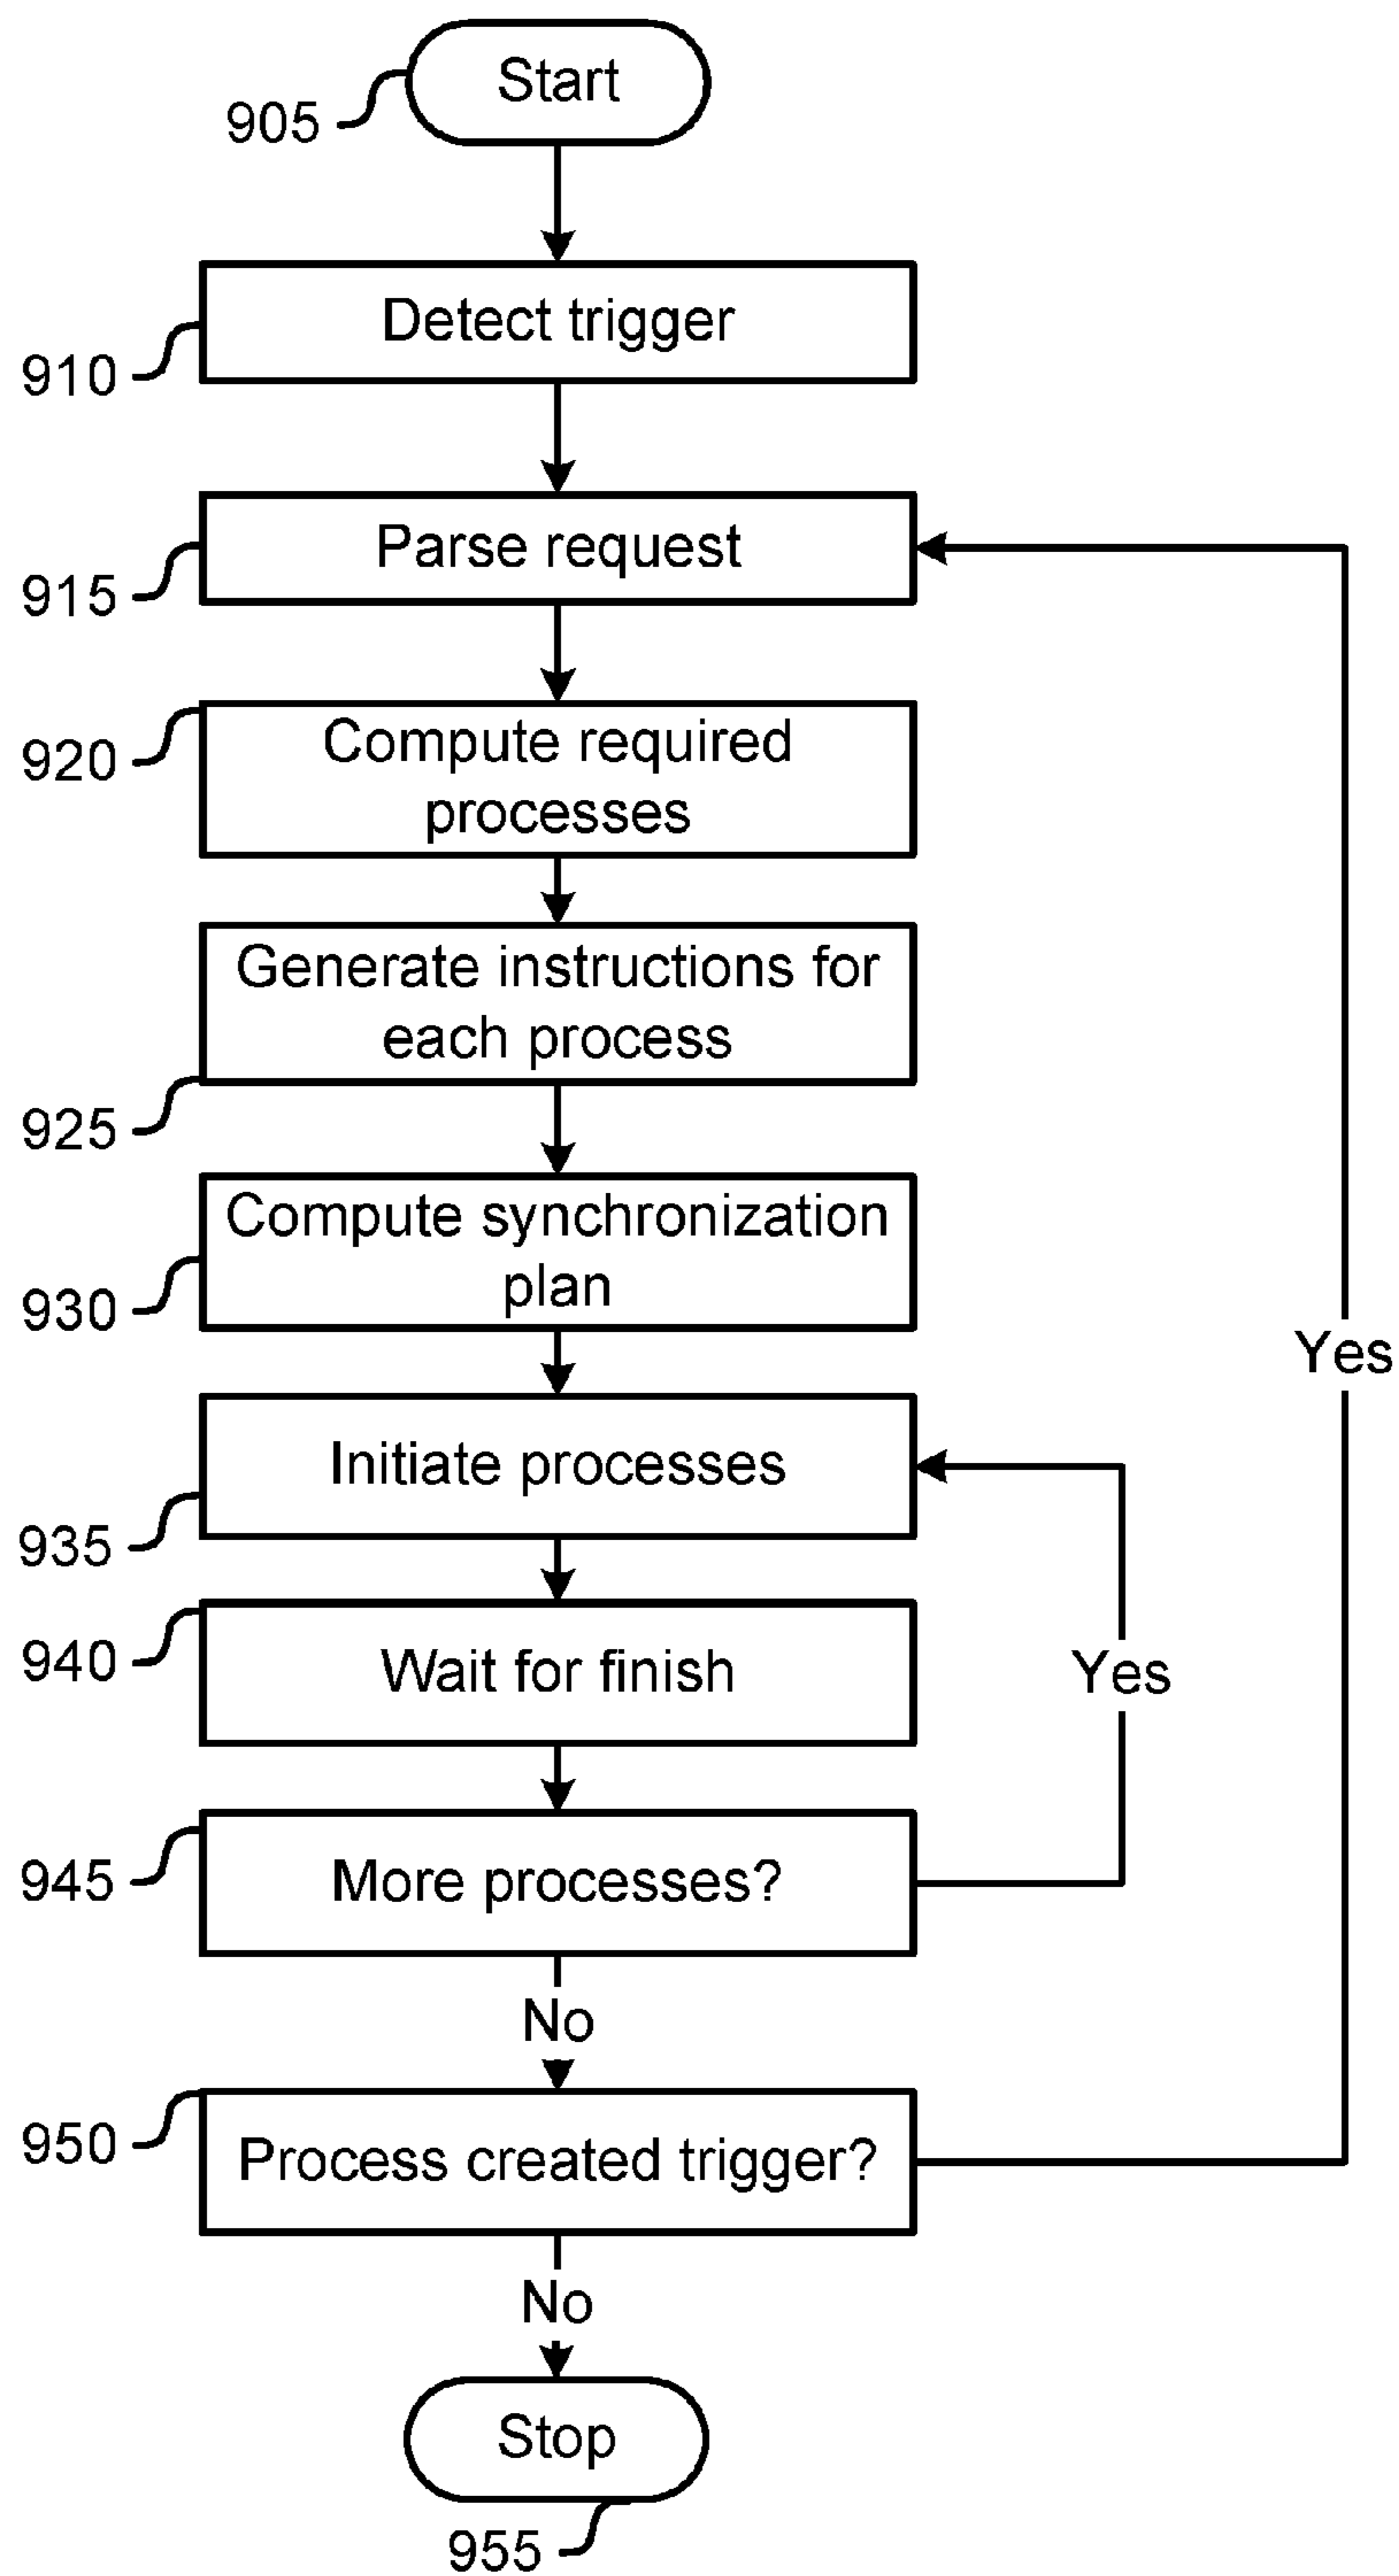 Start
905
Detect trigger
910
Parse request
915
Compute required
processes
920
Generate instructions for
each process
925
Compute synchronization
plan
930
Yes
Initiate processes
935
Wait for finish
940
Yes
More processes?
945
No
Process created trigger?
950
No
Stop
955